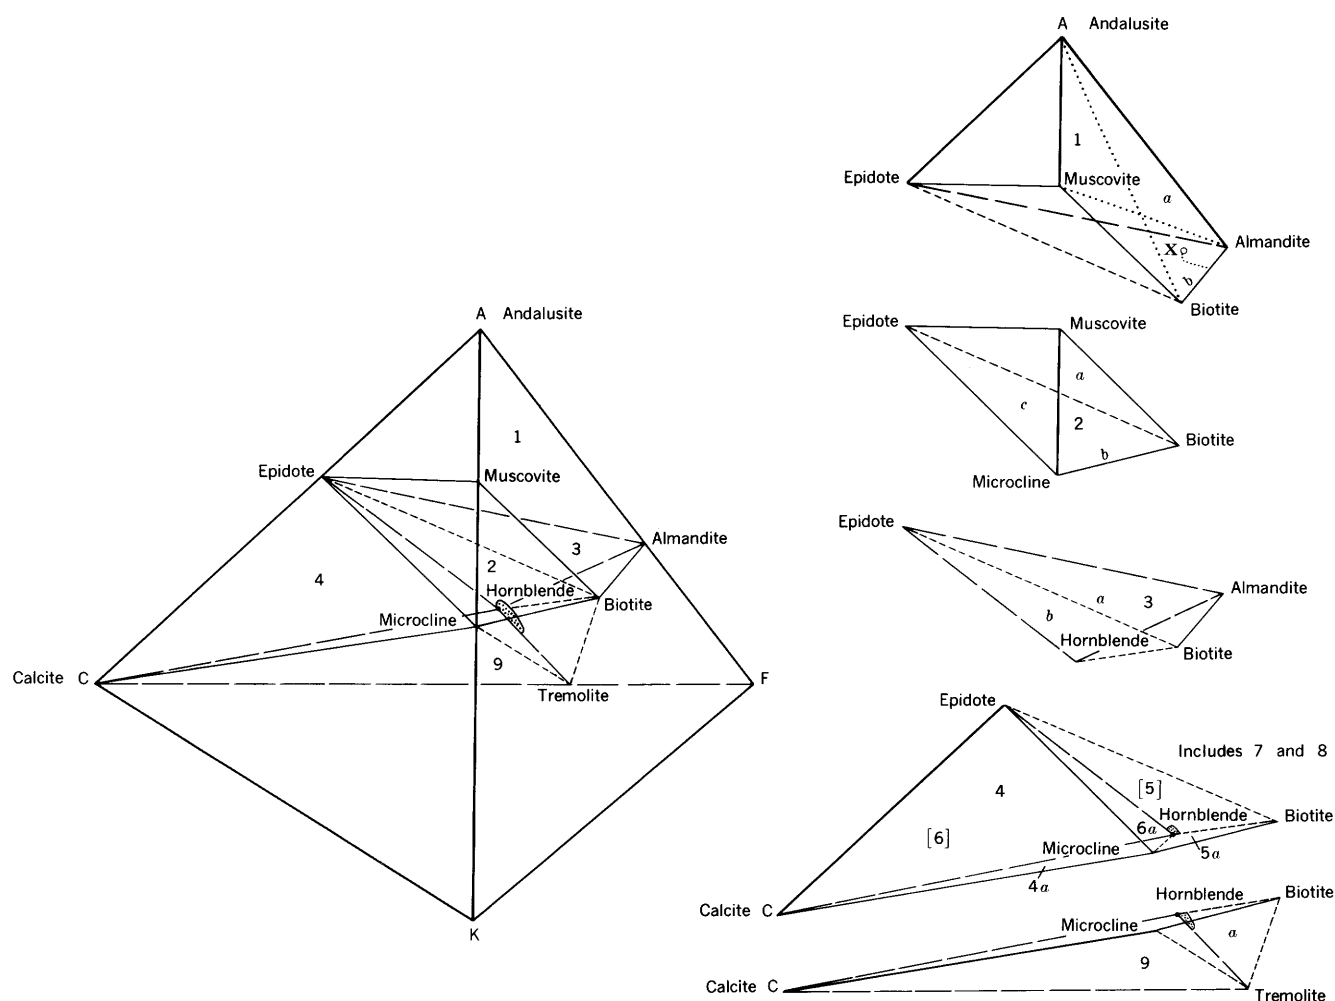 A Andalusite
1
Epidote
Muscovite
3
Almandite
2
4
Hornblende
Biotite
Microcline
9
Calcite C
F
Tremolite
K
A Andalusite
1
Epidote
Muscovite
a
Almandite
X
b
Biotite
Epidote
Muscovite
a
c
2
Biotite
b
Microcline
Epidote
Almandite
a
3
b
Hornblende
Biotite
Epidote
Includes 7 and 8
4
[5]
Hornblende
Biotite
6a
[6]
Microcline
5a
4a
Calcite C
Hornblende
Biotite
Microcline
a
9
Calcite C
Tremolite